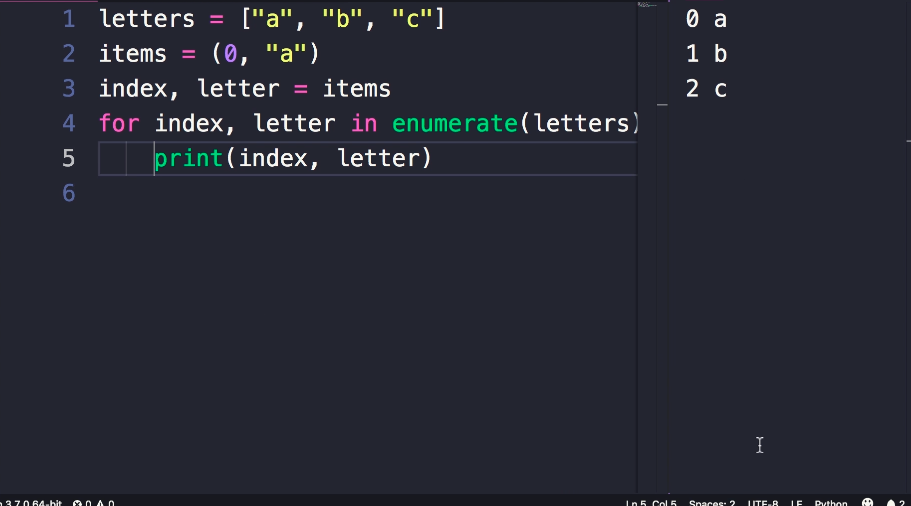 1 letters = ["a", "b", "c"]
2 items = (0, "a")
3 index, letter = items
4 for index, letter in enumerate(letters)
5 print(index, letter)
6
0 a
1 b
2 c
3.7.0 64-bit 0 0
Ln 5, Col 5 Spaces: 2 UTF-8 LF Python 2